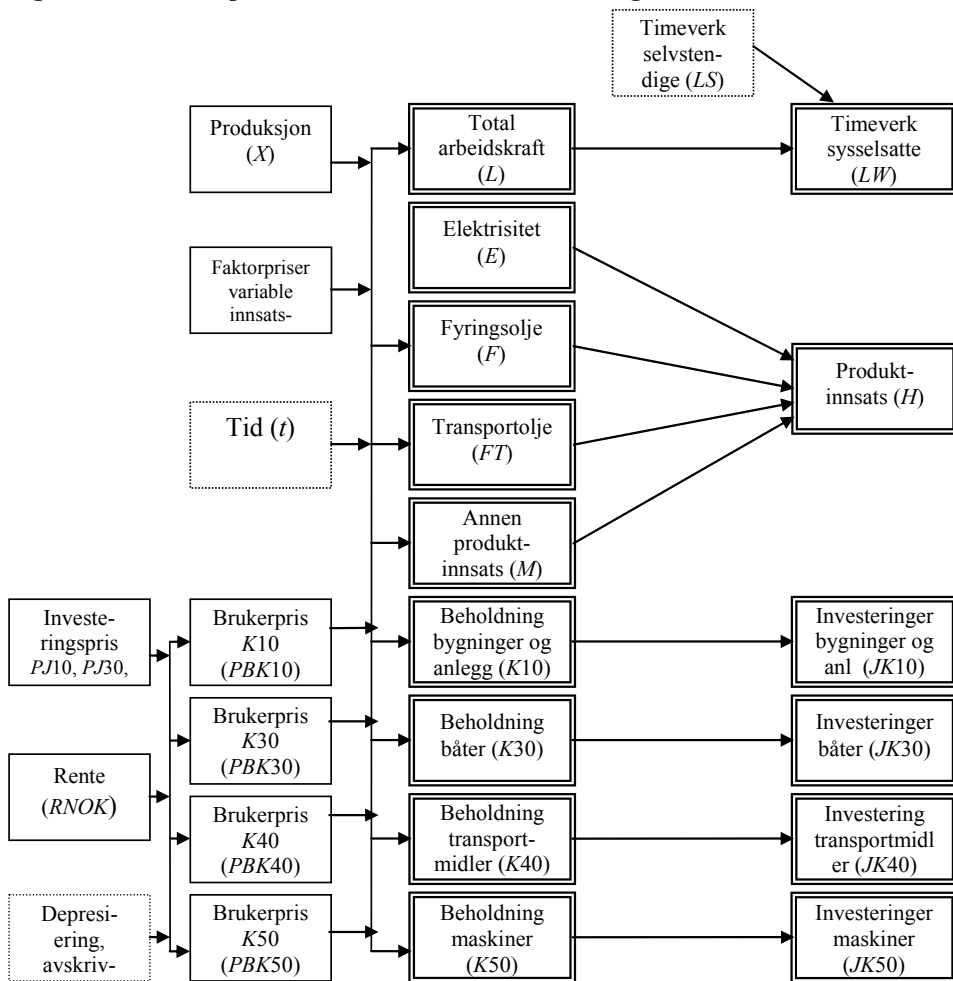 Timeverk
selvsten-
dige (LS)
Produksjon
(X)
Total
arbeidskraft
(L)
Timeverk
sysselsatte
(LW)
Elektrisitet
(E)
Faktorpriser
variable
innsats-
Fyringsolje
(F)
Produkt-
innsats (H)
Tid (t)
Transportolje
(FT)
Annen
produkt-
innsats (M)
Investe-
ringspris
PJ10, PJ30,
Brukerpris
K10
(PBK10)
Beholdning
bygninger og
anlegg (K10)
Investeringer
bygninger og
anl (JK10)
Brukerpris
K30
(PBK30)
Beholdning
båter (K30)
Investeringer
båter (JK30)
Rente
(RNOK)
Brukerpris
K40
(PBK40)
Beholdning
transport-
midler (K40)
Investering
transportmidl
er (JK40)
Depresi-
ering,
avskriv-
Brukerpris
K50
(PBK50)
Beholdning
maskiner
(K50)
Investeringer
maskiner
(JK50)